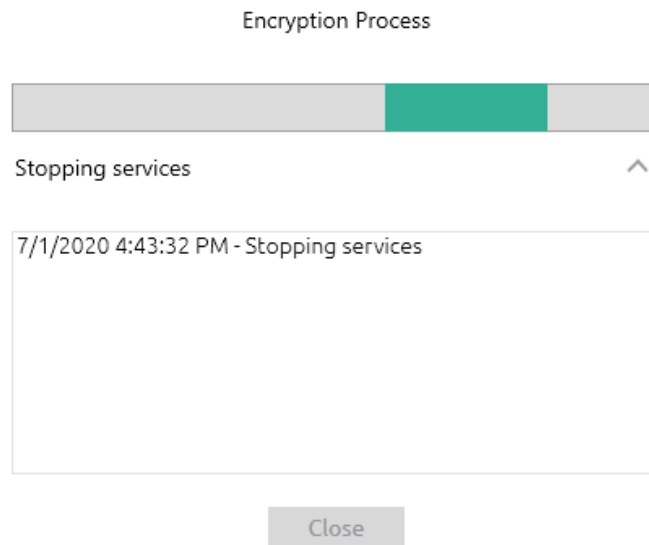 Encryption Process
Stopping services
7/1/2020 4:43:32 PM - Stopping services
Close